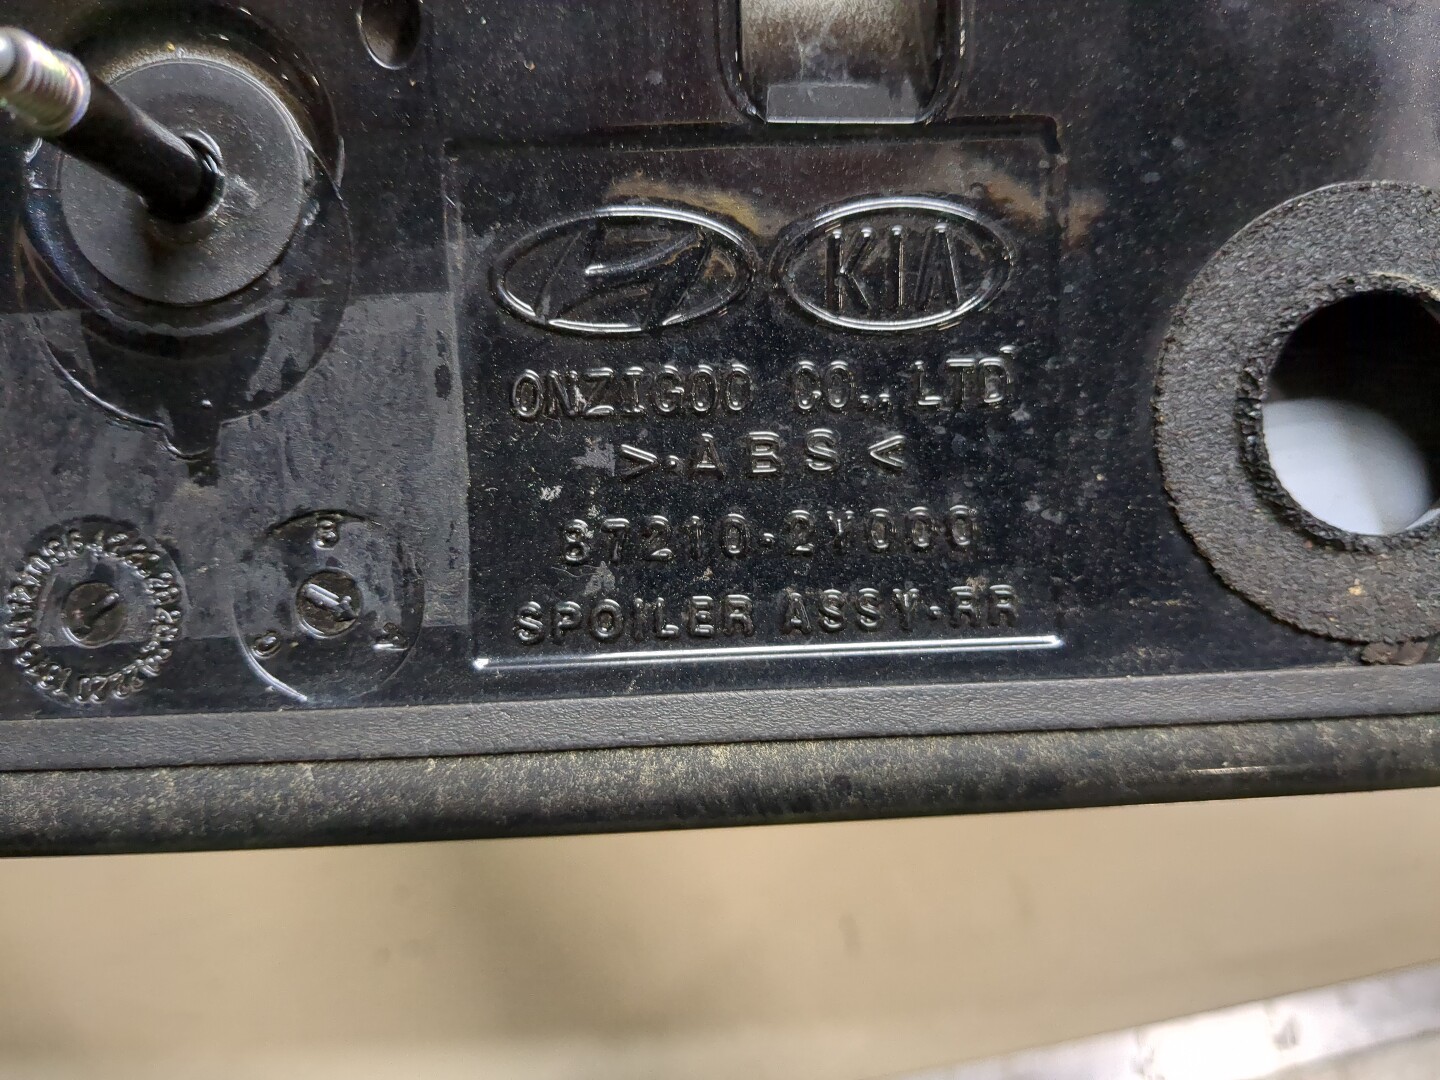 KIA
ONZIGOO CO., LTD
>·ABS<
87210-2Y000
SPOILER ASSY-RR
B
C
A